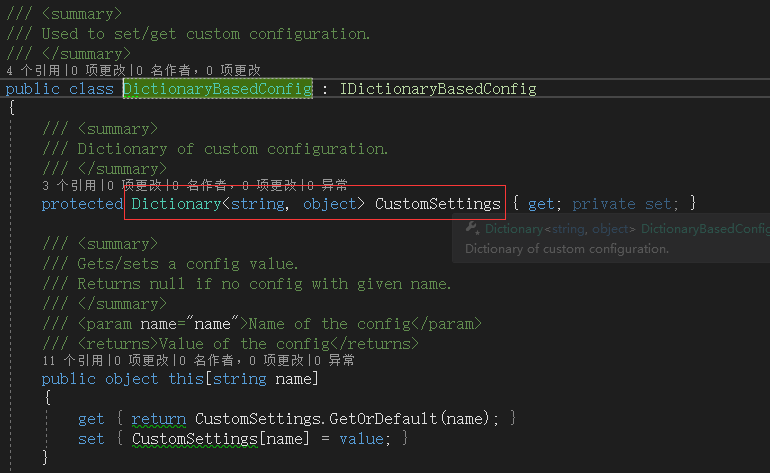 /// <summary>
/// Used to set/get custom configuration.
/// </summary>
4 个引用|0 项更改|0 名作者, 0 项更改
public class DictionaryBasedConfig : IDictionaryBasedConfig
{
/// <summary>
/// Dictionary of custom configuration.
/// </summary>
3 个引用|0 项更改|0 名作者, 0 项更改|0 异常
protected Dictionary<string, object> CustomSettings { get; private set; }
Dictionary<string, object> DictionaryBasedConfig
Dictionary of custom configuration.
/// <summary>
/// Gets/sets a config value.
/// Returns null if no config with given name.
/// </summary>
/// <param name="name">Name of the config</param>
/// <returns>Value of the config</returns>
11 个引用|0 项更改|0 名作者, 0 项更改|0 异常
public object this[string name]
{
get { return CustomSettings.GetOrDefault(name); }
set { CustomSettings[name] = value; }
}